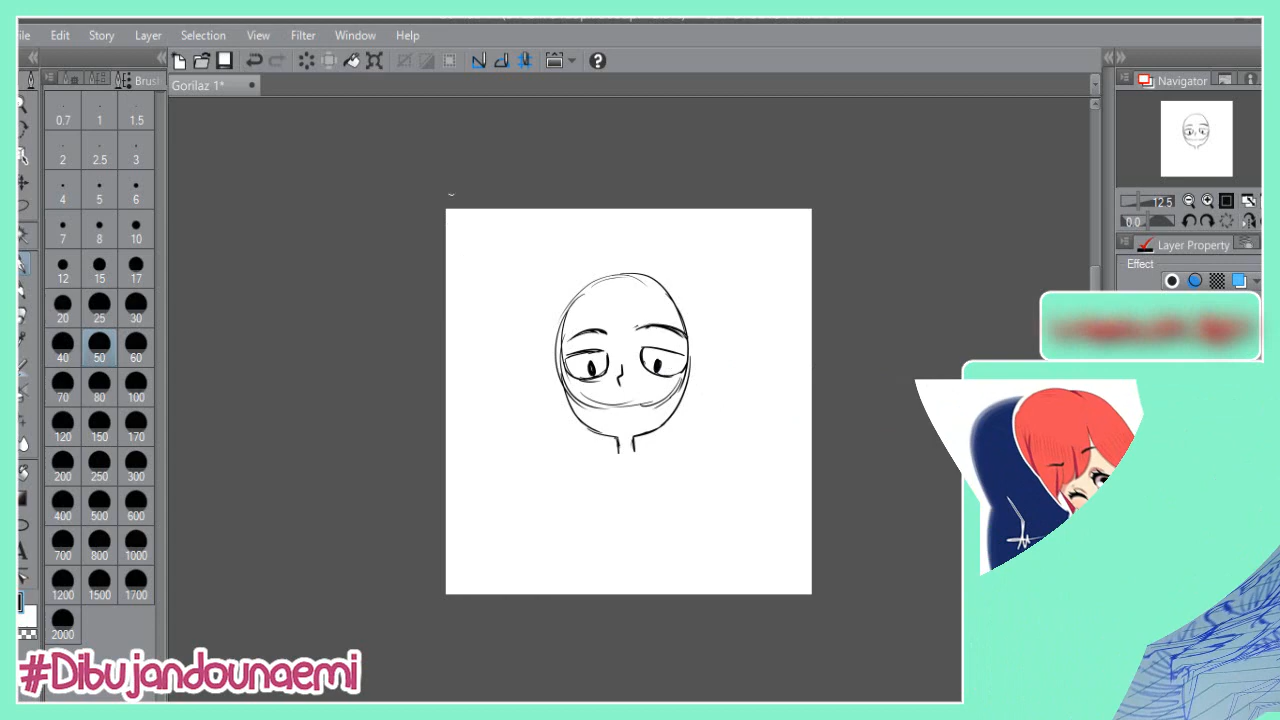 ile Edit Story Layer Selection View Filter Window Help
Gorilaz 1*
Brus
Navigator
0.7 1 1.5
2 2.5 3
4 5 6
7 8 10
12 15 17
20 25 30
40 50 60
70 80 100
120 150 170
200 250 300
400 500 600
700 800 1000
1200 1500 1700
2000
12.5
0.0
Layer Property
Effect
#Dibujandounaemi